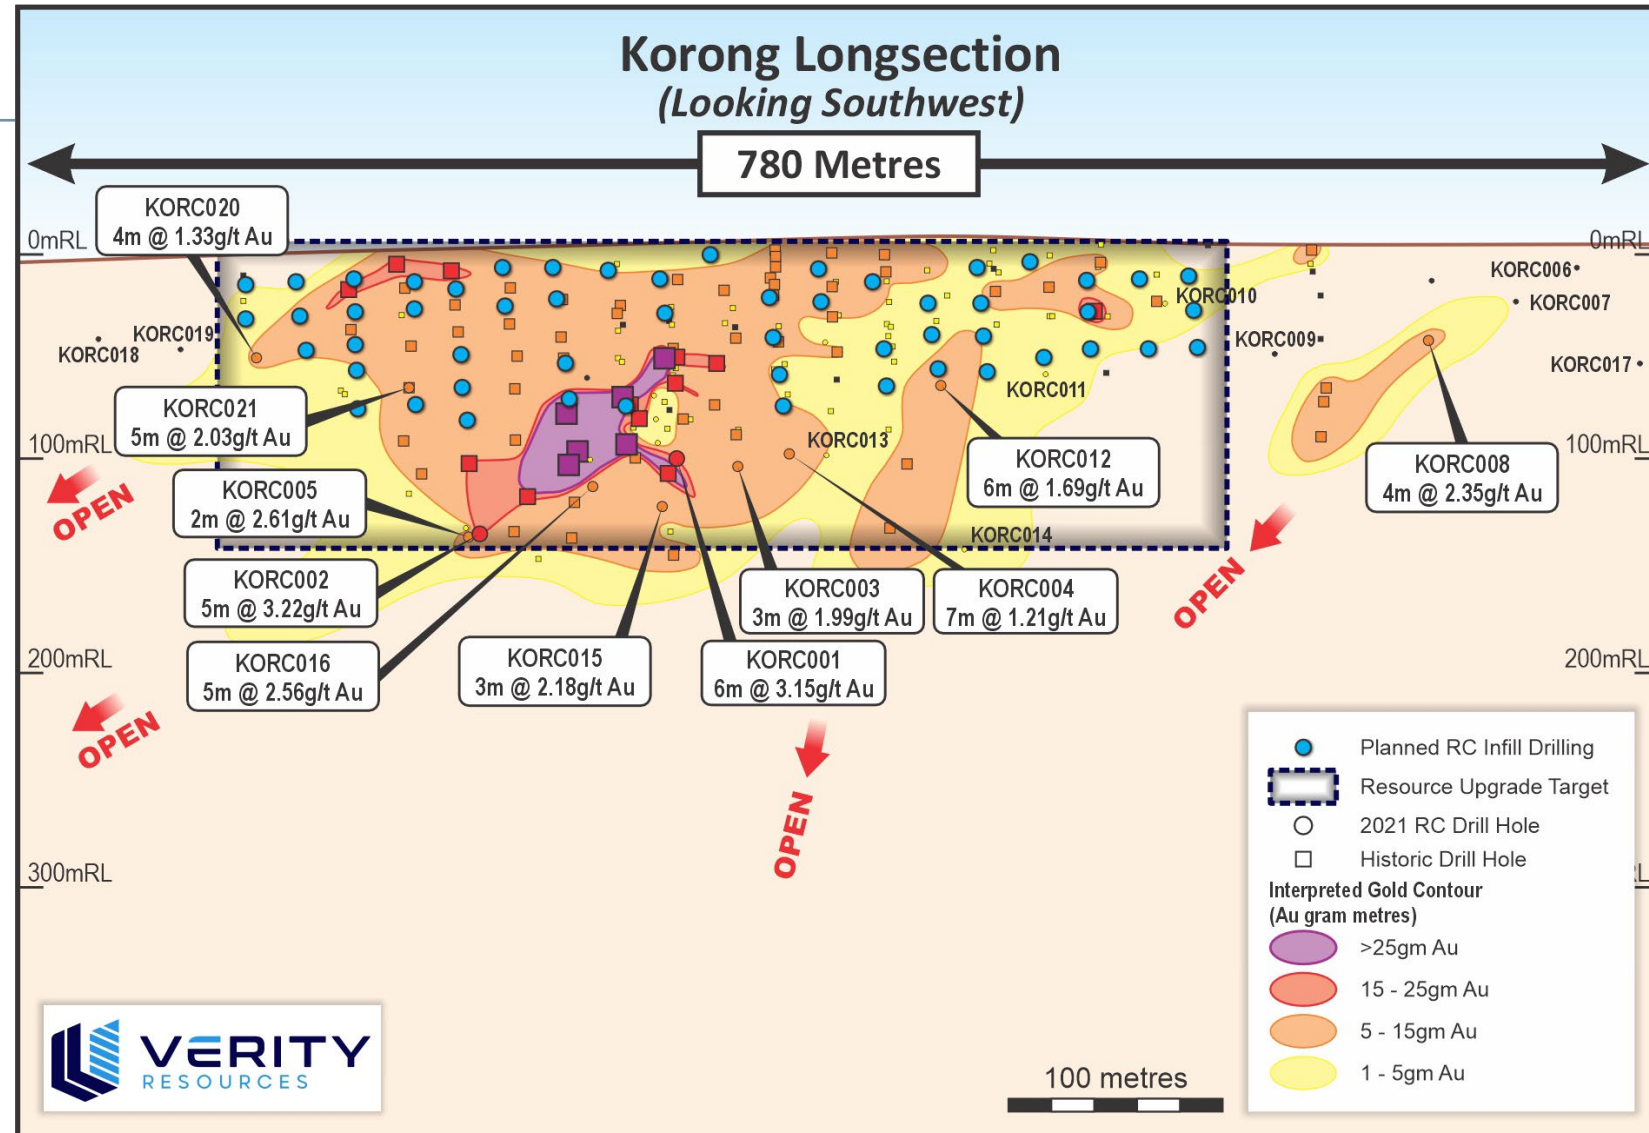 Korong Longsection
(Looking Southwest)
780 Metres
KORC020
4m @ 1.33g/t Au
0mRL
0mRL
KORC006
KORC007
KORC010
KORC019
KORC018
KORC009
KORC017
KORC011
KORC021
5m @ 2.03g/t Au
KORC013
100mRL
100mRL
KORC012
6m @ 1.69g/t Au
KORC008
4m @ 2.35g/t Au
OPEN
KORC005
2m @ 2.61g/t Au
KORC014
KORC002
5m @ 3.22g/t Au
KORC003
3m @ 1.99g/t Au
KORC004
7m @ 1.21g/t Au
OPEN
200mRL
200mRL
KORC016
5m @ 2.56g/t Au
KORC015
3m @ 2.18g/t Au
KORC001
6m @ 3.15g/t Au
OPEN
OPEN
300mRL
RL
Planned RC Infill Drilling
Resource Upgrade Target
2021 RC Drill Hole
Historic Drill Hole
Interpreted Gold Contour
(Au gram metres)
>25gm Au
15 - 25gm Au
5 - 15gm Au
1 - 5gm Au
VERITY
RESOURCES
100 metres